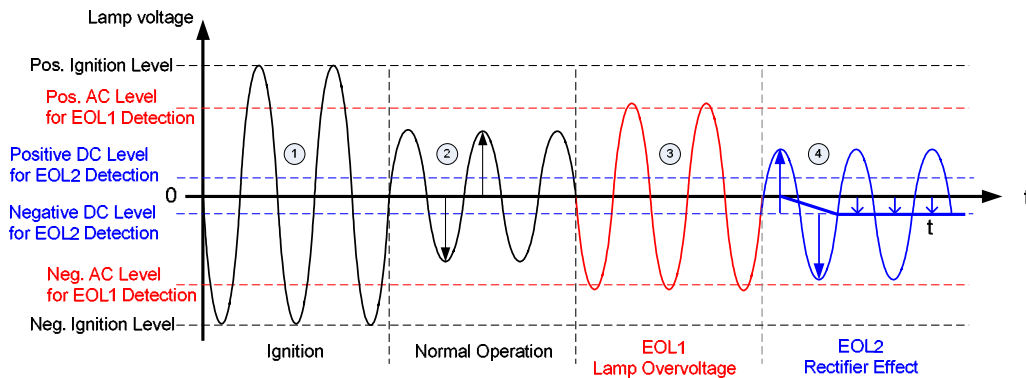 Lamp voltage
Pos. Ignition Level
Pos. AC Level
for EOL1 Detection
Positive DC Level
for EOL2 Detection
0
Negative DC Level
for EOL2 Detection
Neg. AC Level
for EOL1 Detection
Neg. Ignition Level
1
2
3
4
t
Ignition
Normal Operation
EOL1
Lamp Overvoltage
EOL2
Rectifier Effect